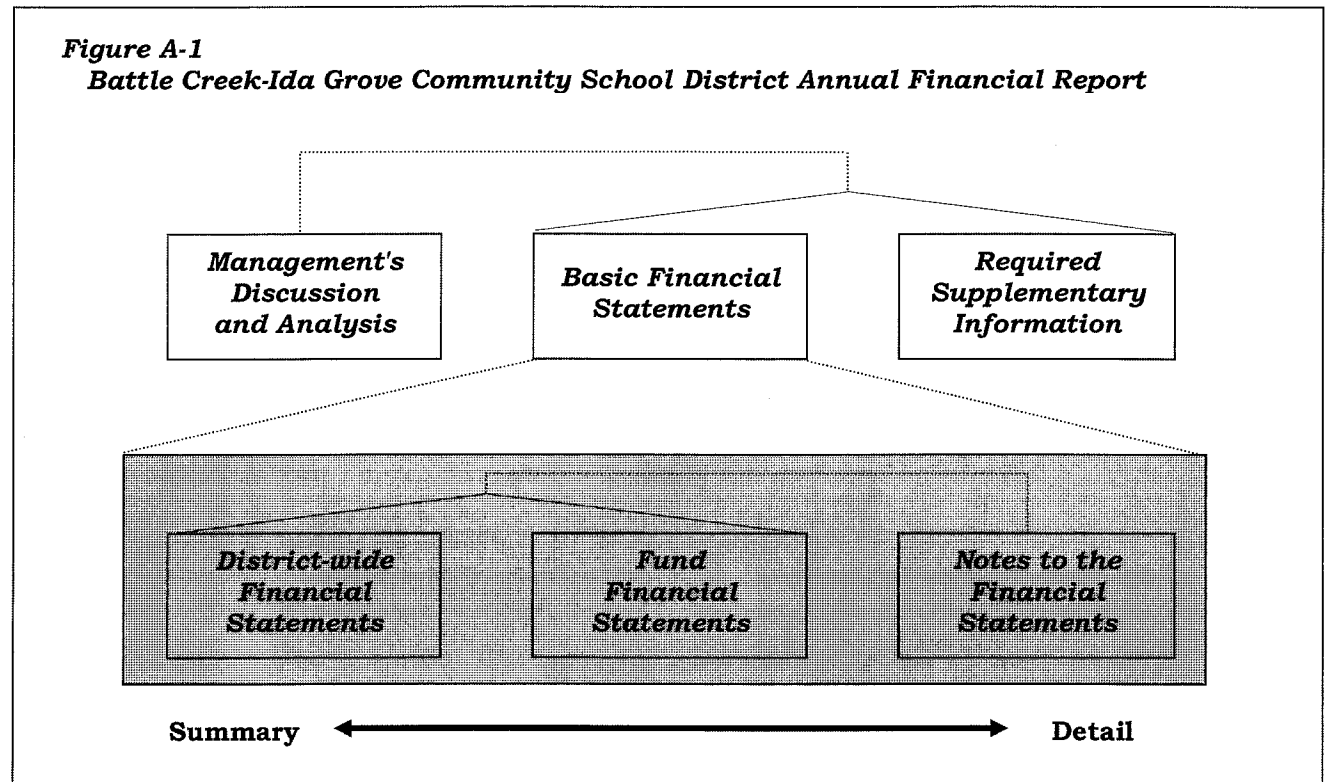 Figure A-1
Battle Creek-Ida Grove Community School District Annual Financial Report
Management's
Discussion
and Analysis
Basic Financial
Statements
Required
Supplementary
Information
District-wide
Financial
Statements
Fund
Financial
Statements
Notes to the
Financial
Statements
Summary
Detail